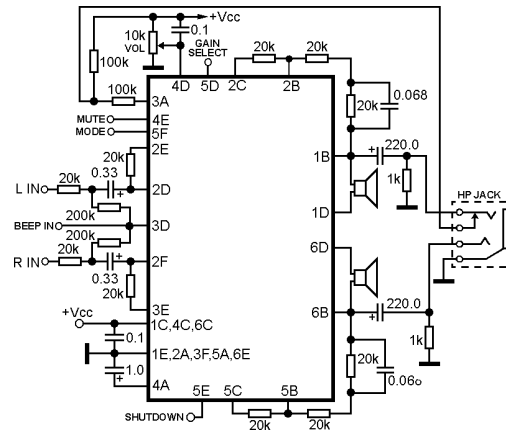 +Vcc
10k
VOL
0.1
GAIN
SELECT
20k
20k
100k
4D
5D
2C
2B
100k
3A
20k
0.068
MUTE
4E
MODE
5F
2E
20k
1B
220.0
0.33
L IN
20k
2D
1k
HP JACK
200k
1D
BEEP IN
3D
200k
6D
R IN
20k
2F
0.33
20k
3E
6B
220.0
+Vcc
1C,4C,6C
0.1
1k
1E,2A,3F,5A,6E
20k
1.0
4A
0.06o
5E
5C
5B
SHUTDOWN
20k
20k